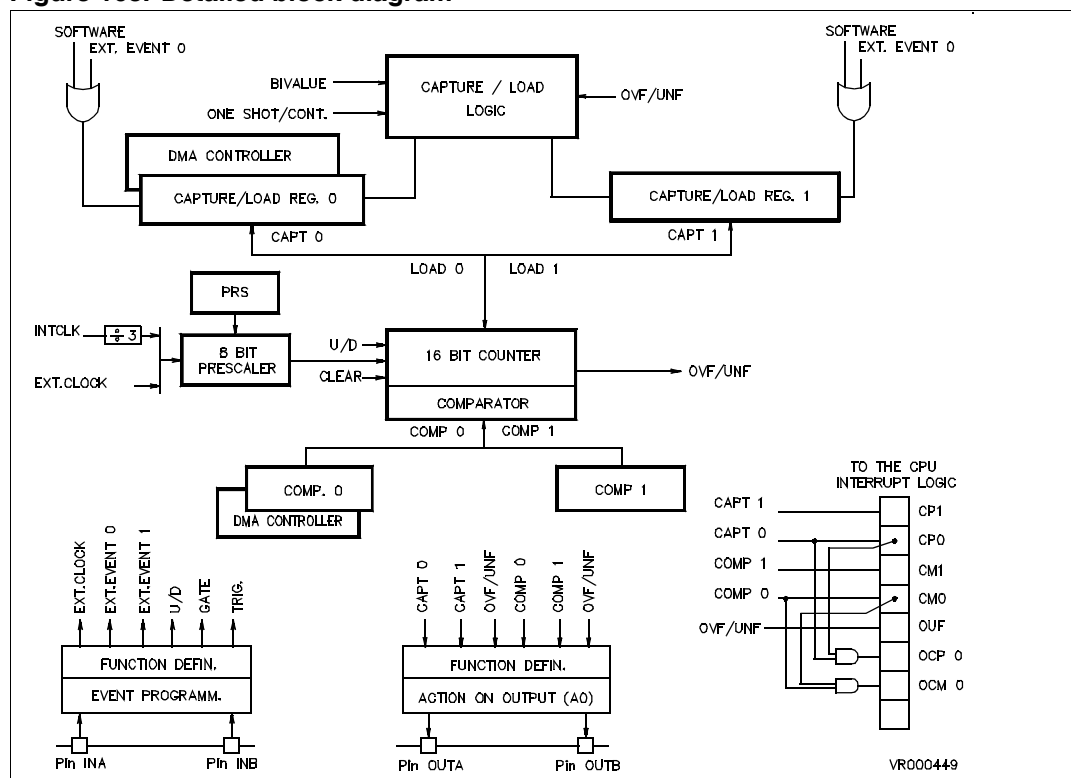 Figure 103. Detailed block diagram
SOFTWARE
EXT. EVENT 0
SOFTWARE
EXT. EVENT 0
BIVALUE
ONE SHOT/CONT.
CAPTURE / LOAD
LOGIC
OVF/UNF
DMA CONTROLLER
CAPTURE/LOAD REG. 0
CAPTURE/LOAD REG. 1
CAPT 0
CAPT 1
LOAD 0
LOAD 1
PRS
INTCLK
÷ 3
8 BIT
PRESCALER
EXT.CLOCK
U/D
CLEAR
16 BIT COUNTER
COMPARATOR
OVF/UNF
COMP 0
COMP 1
COMP. 0
DMA CONTROLLER
COMP 1
TO THE CPU
INTERRUPT LOGIC
CAPT 1
CP1
CAPT 0
CP0
COMP 1
CM1
COMP 0
CM0
OVF/UNF
OUF
OCP 0
OCM 0
EXT.CLOCK
EXT.EVENT 0
EXT.EVENT 1
U/D
GATE
TRIG.
FUNCTION DEFIN.
EVENT PROGRAMM.
Pin INA
Pin INB
CAPT 0
CAPT 1
OVF/UNF
COMP 0
COMP 1
OVF/UNF
FUNCTION DEFIN.
ACTION ON OUTPUT (AO)
Pin OUTA
Pin OUTB
VR000449